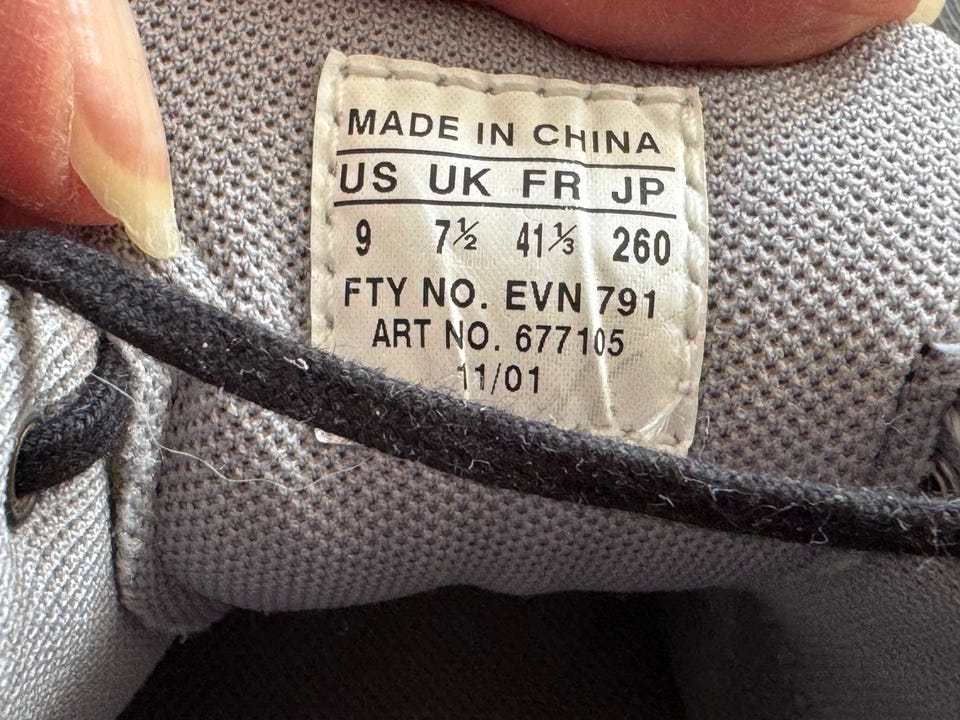 MADE IN CHINA
US UK FR JP
9 7½ 41⅓ 260
FTY NO. EVN 791
ART NO. 677105
11/01